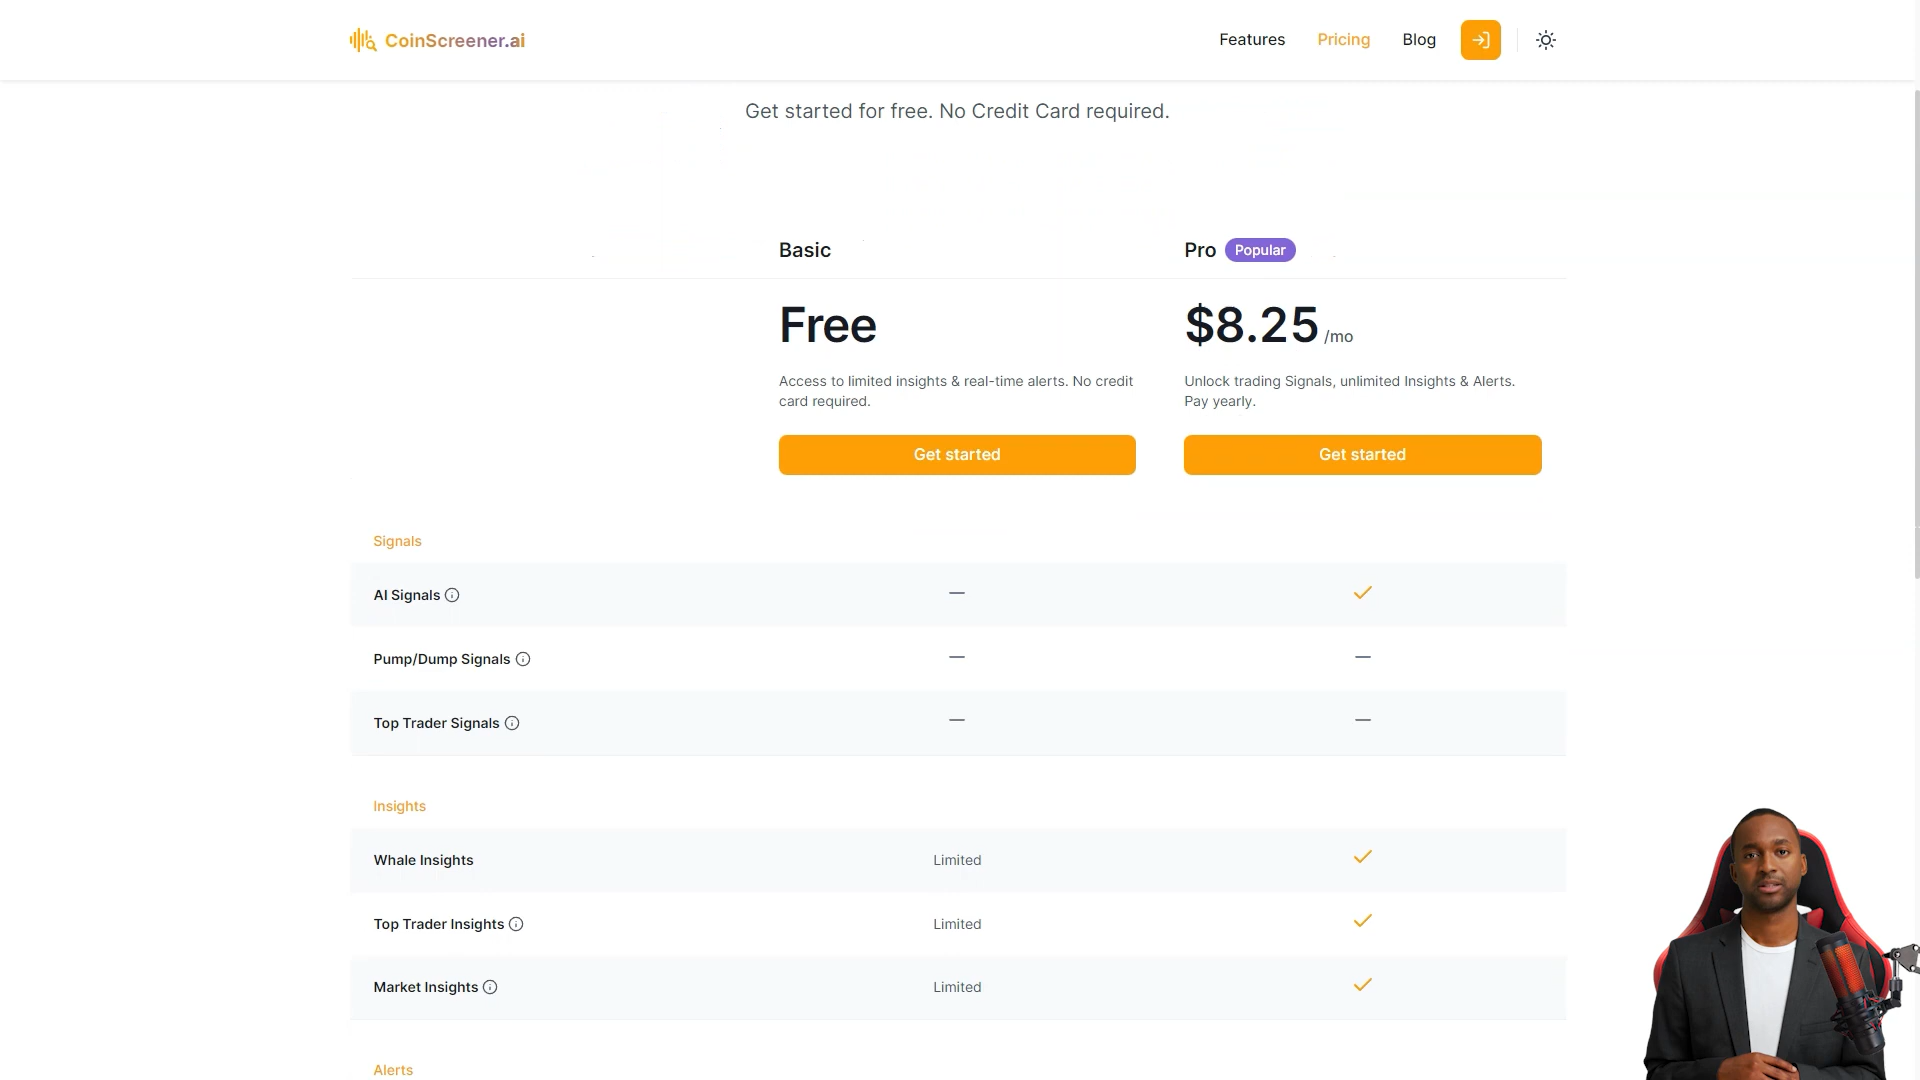 CoinScreener.ai
Features
Pricing
Blog
Get started for free. No Credit Card required.
Basic
Pro
Popular
Free
$8.25 /mo
Access to limited insights & real-time alerts. No credit
card required.
Unlock trading Signals, unlimited Insights & Alerts.
Pay yearly.
Get started
Get started
Signals
AI Signals
Pump/Dump Signals
Top Trader Signals
Insights
Whale Insights
Limited
Top Trader Insights
Limited
Market Insights
Limited
Alerts